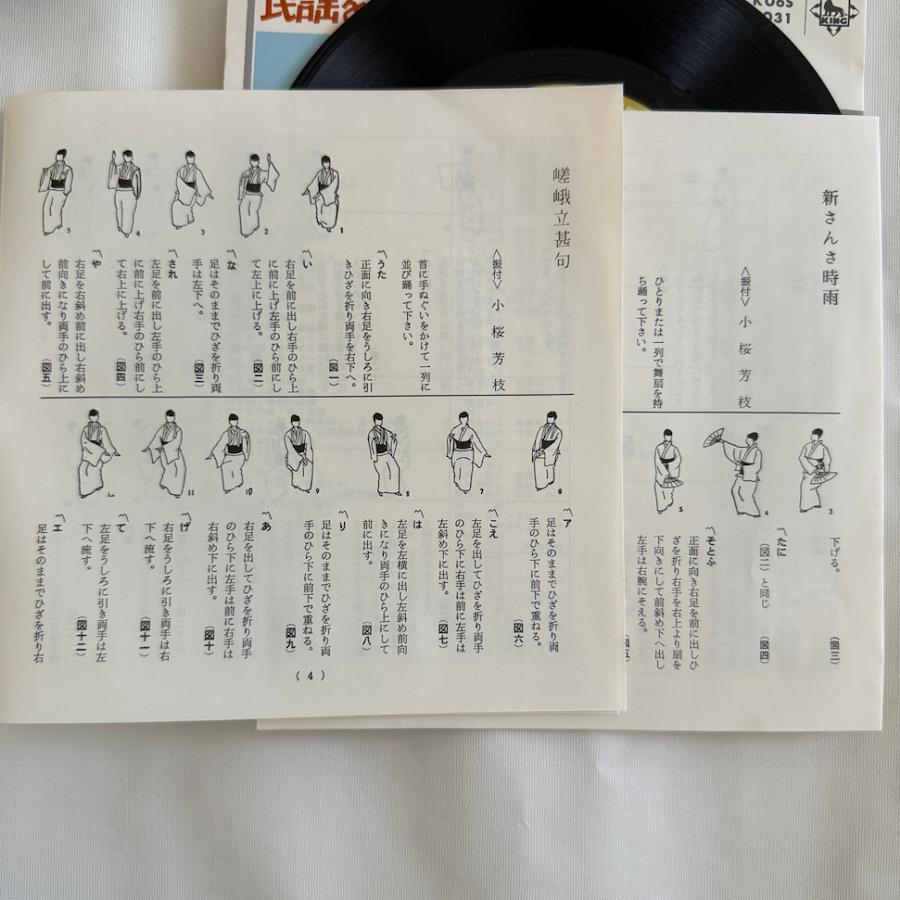 民謡
KING
嵯峨立甚句
〈振付〉 小桜芳枝
首に手ぬぐいをかけて一列に
並び踊って下さい。
うた
正面に向き右足をうしろに引
きひざを折り両手を右下へ。
(図一)
い
右足を前に出し右手のひら上
に前に上げ左手のひら前にし
て左上に上げる。
(図二)
な
足はそのままでひざを折り両
手は左下へ。
(図三)
され
左足を前に出し左手のひら上
に前に上げ右手のひら前にし
て右上に上げる。
(図四)
や
右足を右斜め前に出し右斜め
前向きになり両手のひら上に
して前に出す。
(図五)
1
2
3
4
5
ア
足はそのままでひざを折り両
手のひら下に前下で重ねる。
(図六)
こえ
左足を出してひざを折り両手
のひら下に右手は前に左手は
左斜め下に出す。
(図七)
は
左足を左横に出し左斜め前向
きになり両手のひら上にして
前に出す。
(図八)
り
足はそのままでひざを折り両
手のひら下に前下で重ねる。
(図九)
あ
右足を出してひざを折り両手
のひら下に左手は前に右手は
右斜め下に出す。
(図十)
げ
右足をうしろに引き両手は右
下へ流す。
(図十一)
て
左足をうしろに引き両手は左
下へ流す。
(図十二)
エ
足はそのままでひざを折り右
6
7
8
9
10
11
(4)
新さんさ時雨
〈振付〉 小桜芳枝
ひとりまたは一列で舞扇を持
ち踊って下さい。
下げる。
(図三)
たに
(図二)と同じ
(図四)
そとふ
正面に向き右足を前に出しひ
ざを折り右手を右上より扇を
下向きにして前斜め下へ出し
左手は右腕にそえる。
3
4
5